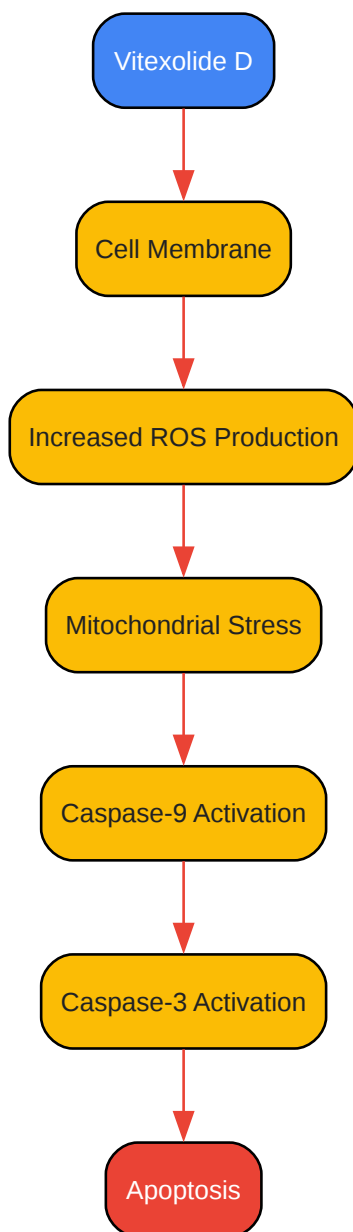 Vitexolide D
Cell Membrane
Increased ROS Production
Mitochondrial Stress
Caspase-9 Activation
Caspase-3 Activation
Apoptosis